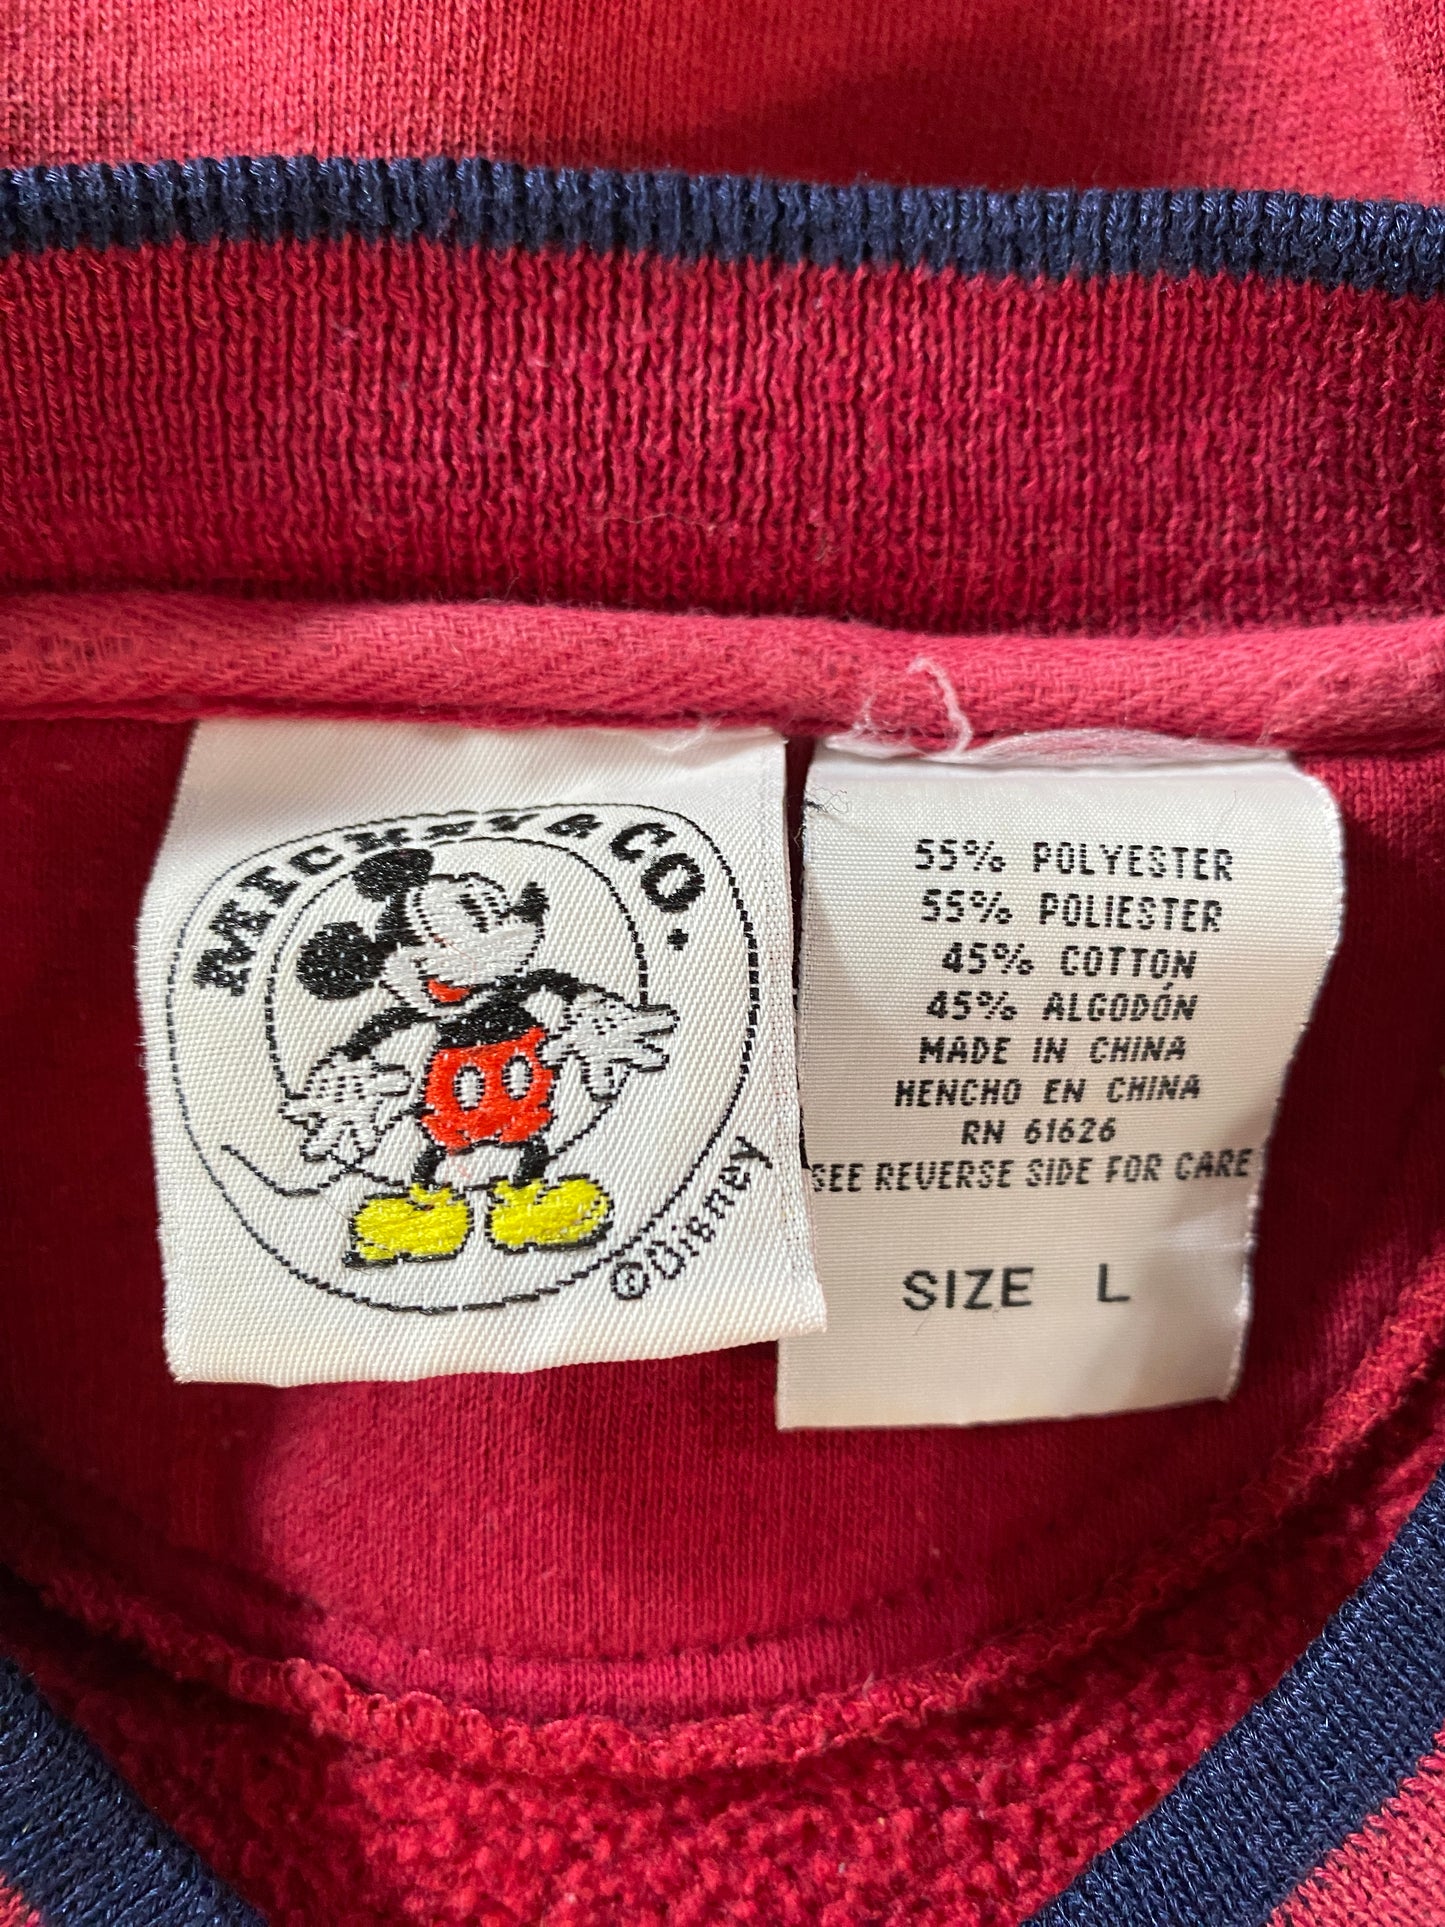 MICKEY & CO.
©Disney
55% POLYESTER
55% POLIESTER
45% COTTON
45% ALGODÓN
MADE IN CHINA
HENCHO EN CHINA
RN 61626
SEE REVERSE SIDE FOR CARE
SIZE L